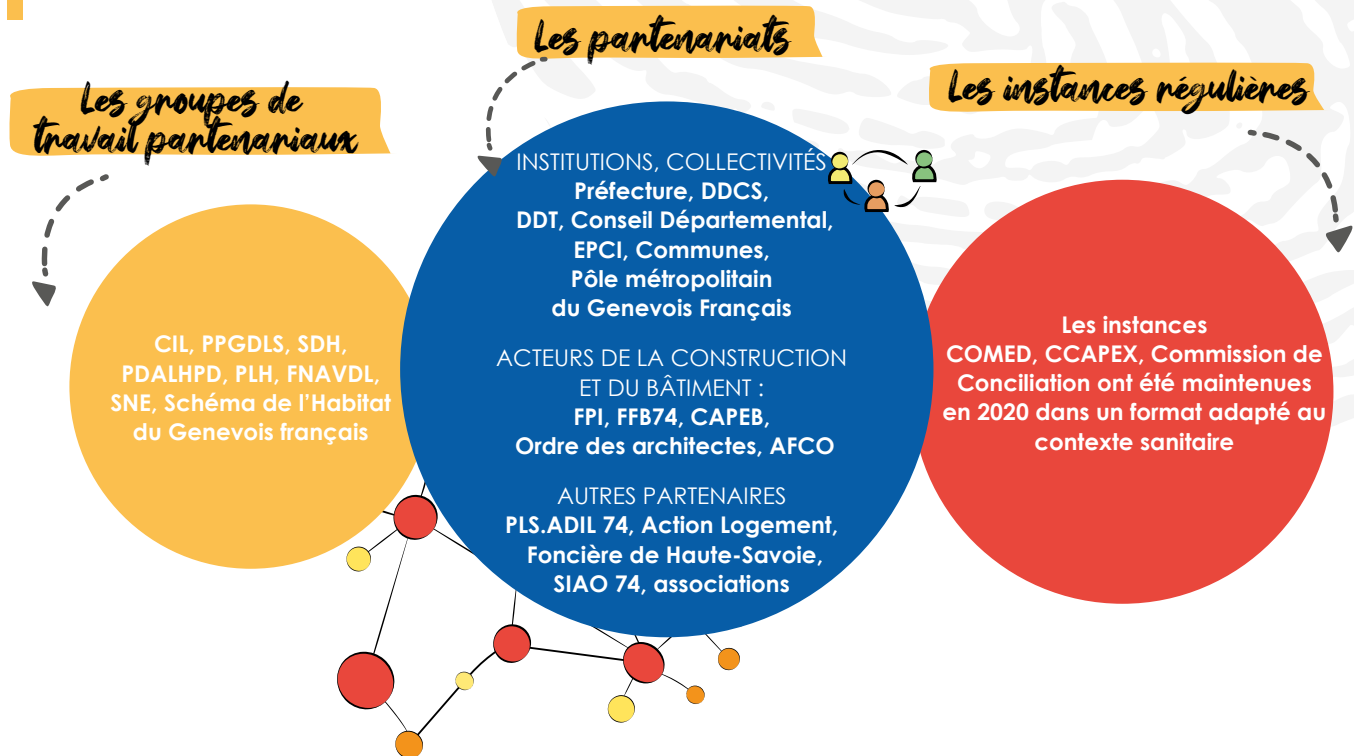 Les groupes de
travail partenariaux
CIL, PPGDLS, SDH,
PDALHPD, PLH, FNAVDL,
SNE, Schéma de l'Habitat
du Genevois français
Les partenariats
INSTITUTIONS, COLLECTIVITÉS
Préfecture, DDCS,
DDT, Conseil Départemental,
EPCI, Communes,
Pôle métropolitain
du Genevois Français
ACTEURS DE LA CONSTRUCTION
ET DU BÂTIMENT :
FPI, FFB74, CAPEB,
Ordre des architectes, AFCO
AUTRES PARTENAIRES
PLS.ADIL 74, Action Logement,
Foncière de Haute-Savoie,
SIAO 74, associations
Les instances régulières
Les instances
COMED, CCAPEX, Commission de
Conciliation ont été maintenues
en 2020 dans un format adapté au
contexte sanitaire